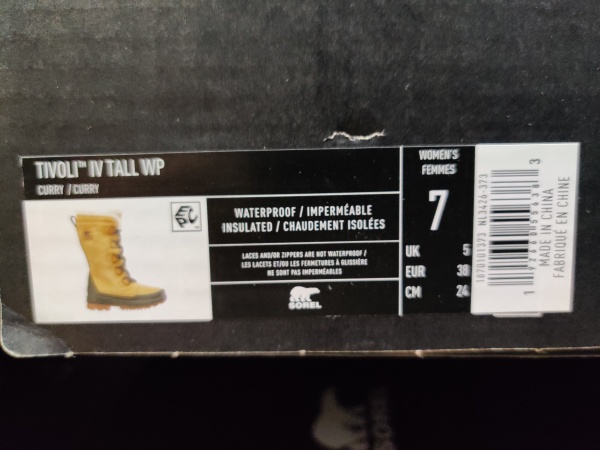 TIVOLI™ IV TALL WP
CURRY / CURRY
WATERPROOF / IMPERMÉABLE
INSULATED / CHAUDEMENT ISOLÉES
LACES AND/OR ZIPPERS ARE NOT WATERPROOF /
LES LACETS ET/OU LES FERMETURES À GLISSIÈRE
NE SONT PAS IMPERMÉABLES
SOREL
WOMEN'S
FEMMES
7
UK 5
EUR 38
CM 24
NL3426-373
MADE IN CHINA
FABRIQUÉ EN CHINE